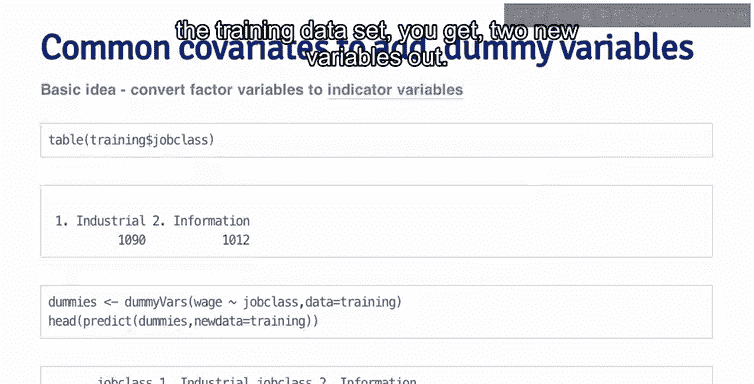 the training data set, you get, two new
variables out.
Common covariates to add, dummy variables
Basic idea - convert factor variables to indicator variables
table(training$jobclass)
1. Industrial 2. Information
1090 1012
dummies <- dummyVars(wage ~ jobclass,data=training)
head(predict(dummies,newdata=training))
jobclass 1. Industrial jobclass 2. Information